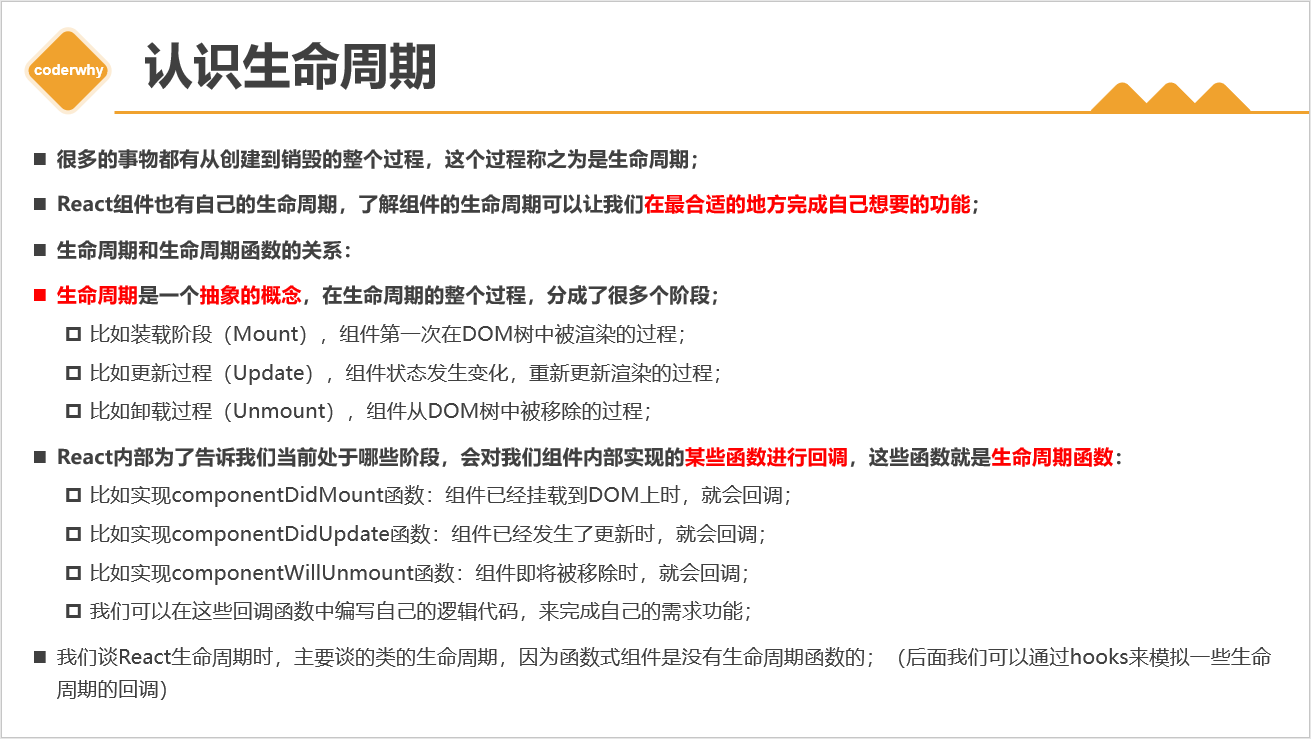 coderwhy
认识生命周期
很多的事物都有从创建到销毁的整个过程，这个过程称之为是生命周期；
React组件也有自己的生命周期，了解组件的生命周期可以让我们在最合适的地方完成自己想要的功能；
生命周期和生命周期函数的关系：
生命周期是一个抽象的概念，在生命周期的整个过程，分成了很多个阶段；
比如装载阶段（Mount），组件第一次在DOM树中被渲染的过程；
比如更新过程（Update），组件状态发生变化，重新更新渲染的过程；
比如卸载过程（Unmount），组件从DOM树中被移除的过程；
React内部为了告诉我们当前处于哪些阶段，会对我们组件内部实现的某些函数进行回调，这些函数就是生命周期函数：
比如实现componentDidMount函数：组件已经挂载到DOM上时，就会回调；
比如实现componentDidUpdate函数：组件已经发生了更新时，就会回调；
比如实现componentWillUnmount函数：组件即将被移除时，就会回调；
我们可以在这些回调函数中编写自己的逻辑代码，来完成自己的需求功能；
我们谈React生命周期时，主要谈的类的生命周期，因为函数式组件是没有生命周期函数的；（后面我们可以通过hooks来模拟一些生命
周期的回调）